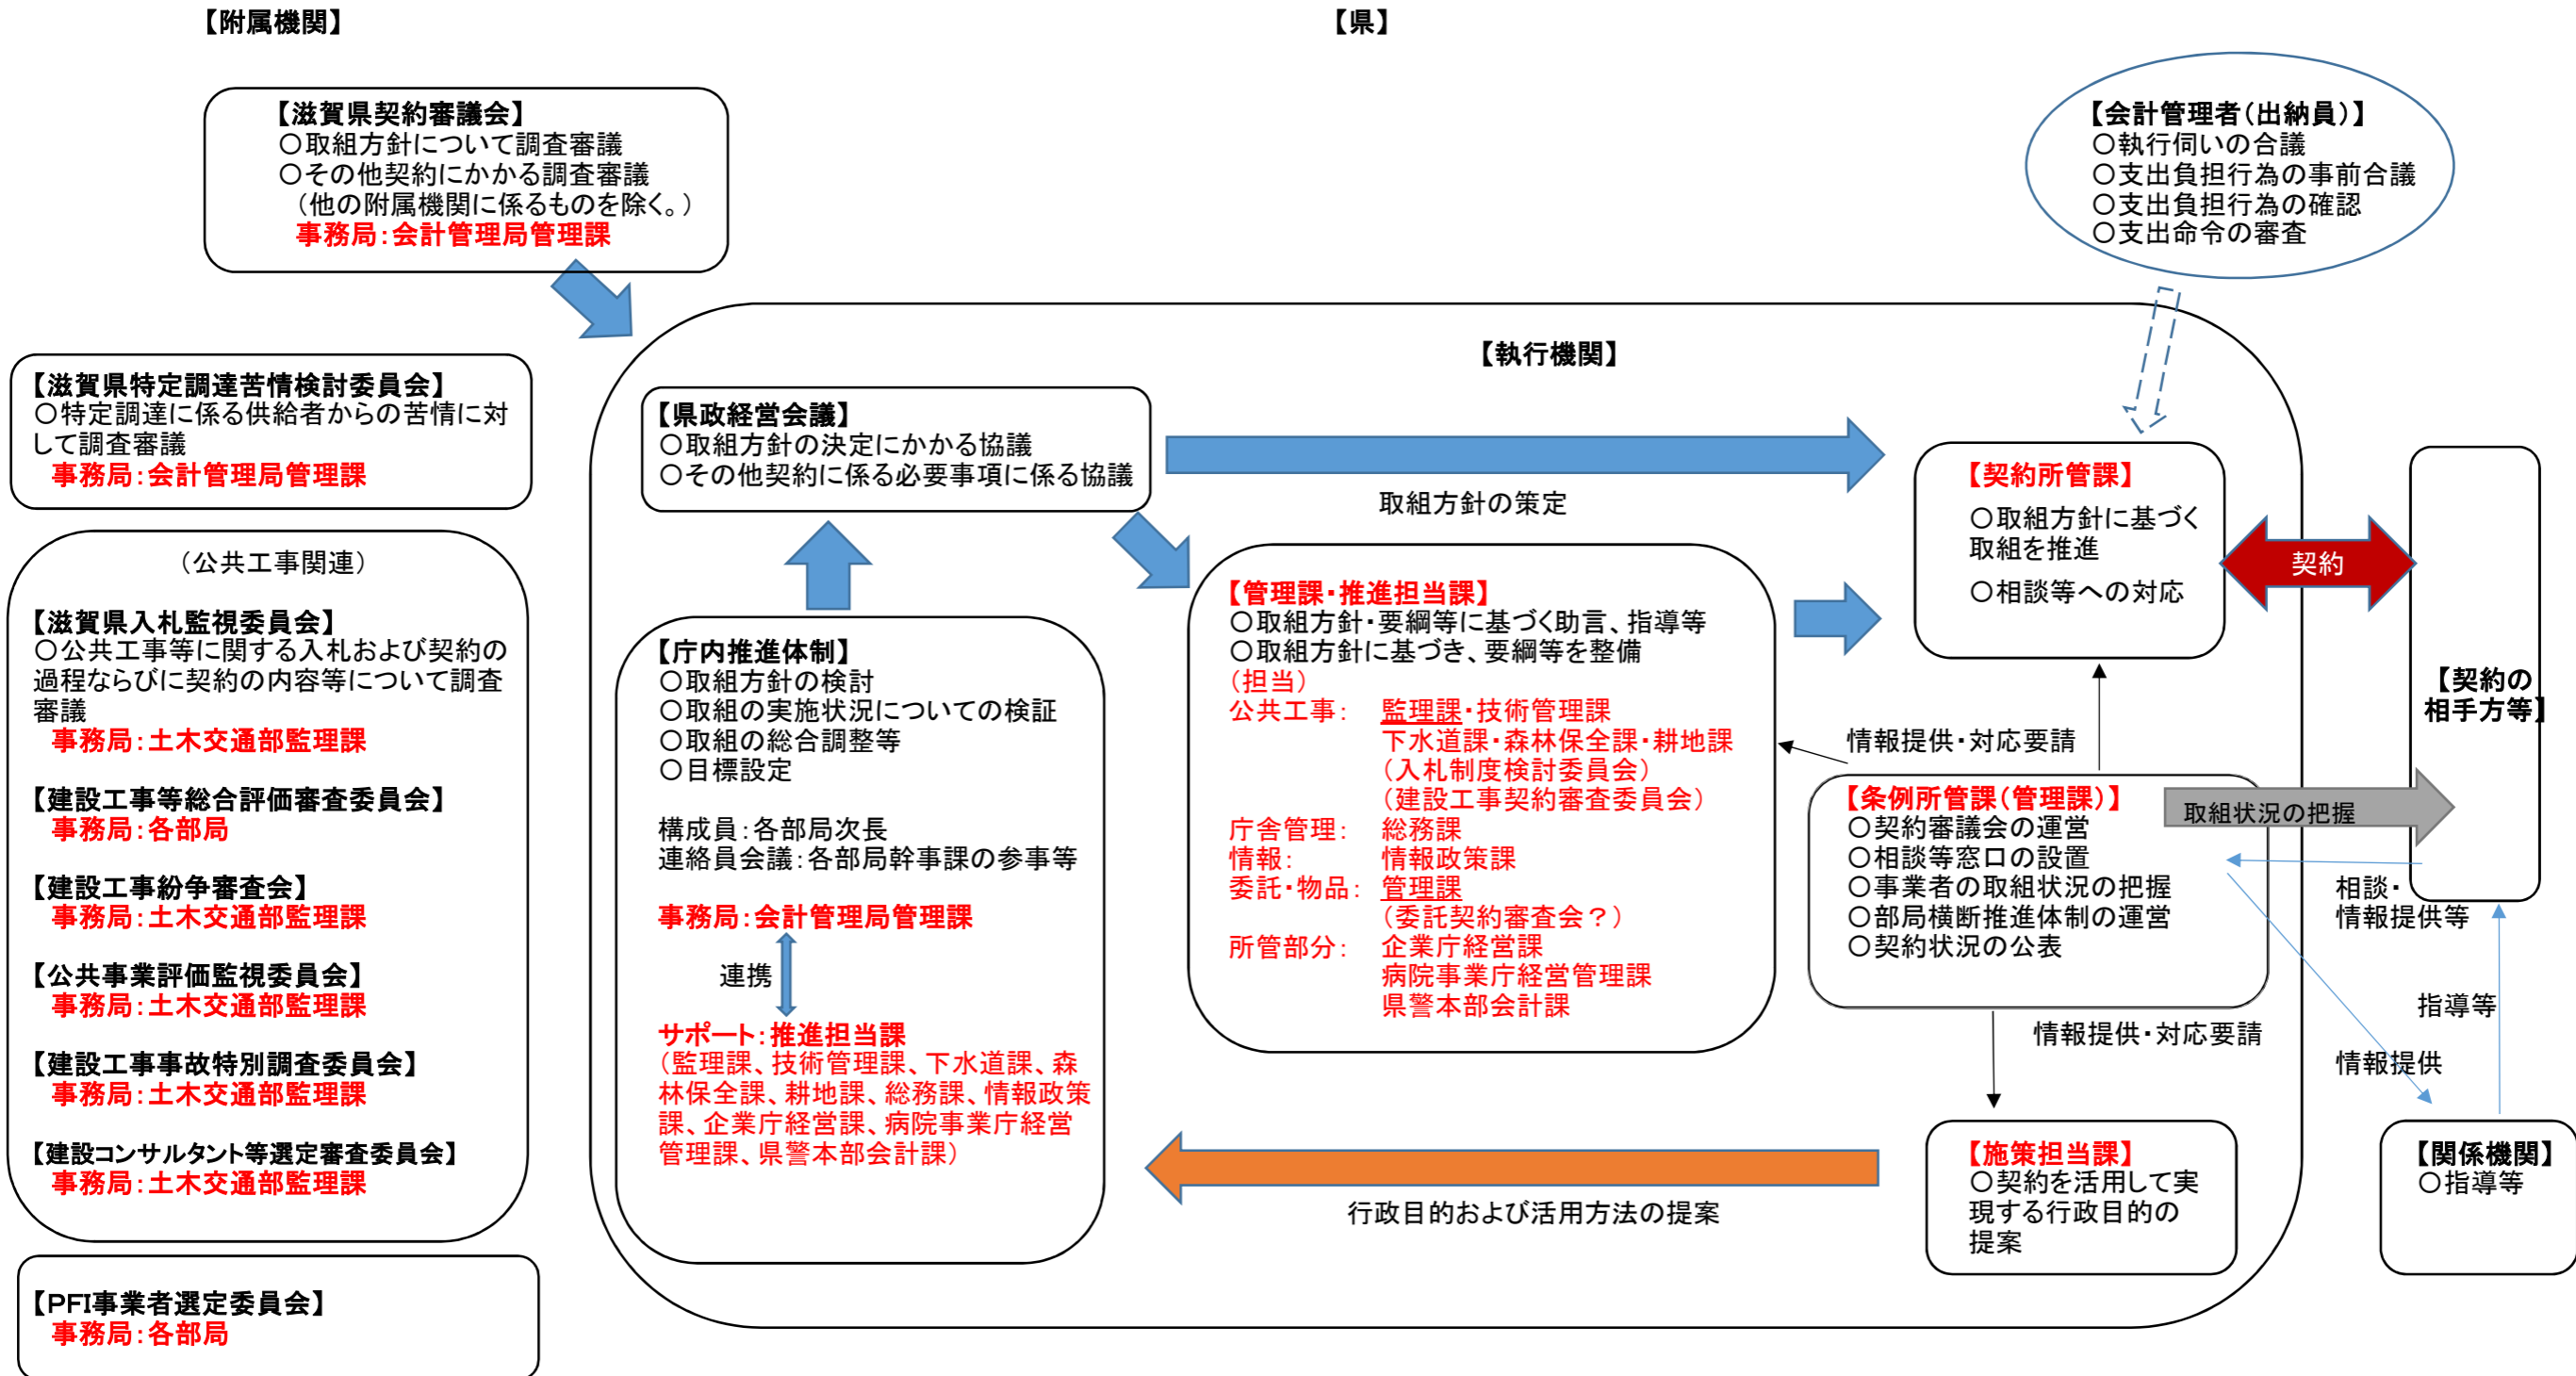 【附属機関】
【県】
【滋賀県契約審議会】
○取組方針について調査審議
○その他契約にかかる調査審議
（他の附属機関に係るものを除く。）
事務局：会計管理局管理課
【会計管理者（出納員）】
○執行伺いの合議
○支出負担行為の事前合議
○支出負担行為の確認
○支出命令の審査
【滋賀県特定調達苦情検討委員会】
○特定調達に係る供給者からの苦情に対
して調査審議
事務局：会計管理局管理課
（公共工事関連）
【滋賀県入札監視委員会】
○公共工事等に関する入札および契約の
過程ならびに契約の内容等について調査
審議
事務局：土木交通部監理課
【建設工事等総合評価審査委員会】
事務局：各部局
【建設工事紛争審査会】
事務局：土木交通部監理課
【公共事業評価監視委員会】
事務局：土木交通部監理課
【建設工事事故特別調査委員会】
事務局：土木交通部監理課
【建設コンサルタント等選定審査委員会】
事務局：土木交通部監理課
【PFI事業者選定委員会】
事務局：各部局
【執行機関】
【県政経営会議】
○取組方針の決定にかかる協議
○その他契約に係る必要事項に係る協議
取組方針の策定
【庁内推進体制】
○取組方針の検討
○取組の実施状況についての検証
○取組の総合調整等
○目標設定
構成員：各部局次長
連絡員会議：各部局幹事課の参事等
事務局：会計管理局管理課
連携
サポート：推進担当課
（監理課、技術管理課、下水道課、森
林保全課、耕地課、総務課、情報政策
課、企業庁経営課、病院事業庁経営
管理課、県警本部会計課）
【管理課・推進担当課】
○取組方針・要綱等に基づく助言、指導等
○取組方針に基づき、要綱等を整備
（担当）
公共工事： 監理課・技術管理課
下水道課・森林保全課・耕地課
（入札制度検討委員会）
（建設工事契約審査委員会）
庁舎管理： 総務課
情報： 情報政策課
委託・物品： 管理課
（委託契約審査会？）
所管部分： 企業庁経営課
病院事業庁経営管理課
県警本部会計課
【契約所管課】
○取組方針に基づく
取組を推進
○相談等への対応
契約
【契約の
相手方等】
情報提供・対応要請
【条例所管課（管理課）】
○契約審議会の運営
○相談等窓口の設置
○事業者の取組状況の把握
○部局横断推進体制の運営
○契約状況の公表
取組状況の把握
相談・
情報提供等
指導等
情報提供・対応要請
情報提供
【施策担当課】
○契約を活用して実
現する行政目的の
提案
行政目的および活用方法の提案
【関係機関】
○指導等